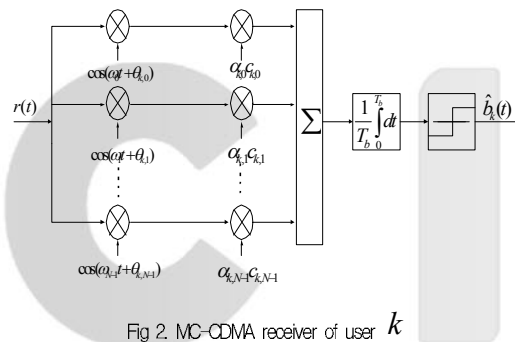 cos(ω₀t+θ_{k,0})
α_{k,0}c_{k,0}
r(t)
cos(ω₁t+θ_{k,1})
α_{k,1}c_{k,1}
Σ
1/T_b ∫₀^{T_b} dt
b̂_k(t)
cos(ω_{N-1}t+θ_{k,N-1})
α_{k,N-1}c_{k,N-1}
Fig 2. MC-CDMA receiver of user k